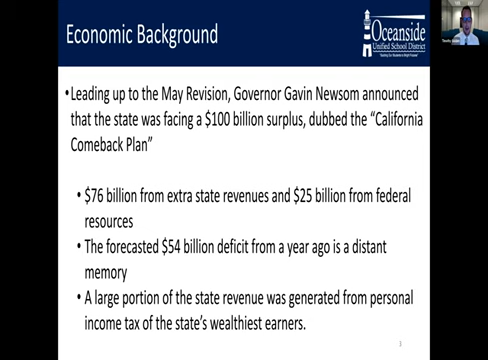 Economic Background
Oceanside
Unified School District
•Leading up to the May Revision, Governor Gavin Newsom announced
that the state was facing a $100 billion surplus, dubbed the “California
Comeback Plan”
• $76 billion from extra state revenues and $25 billion from federal
resources
• The forecasted $54 billion deficit from a year ago is a distant
memory
• A large portion of the state revenue was generated from personal
income tax of the state’s wealthiest earners.
3